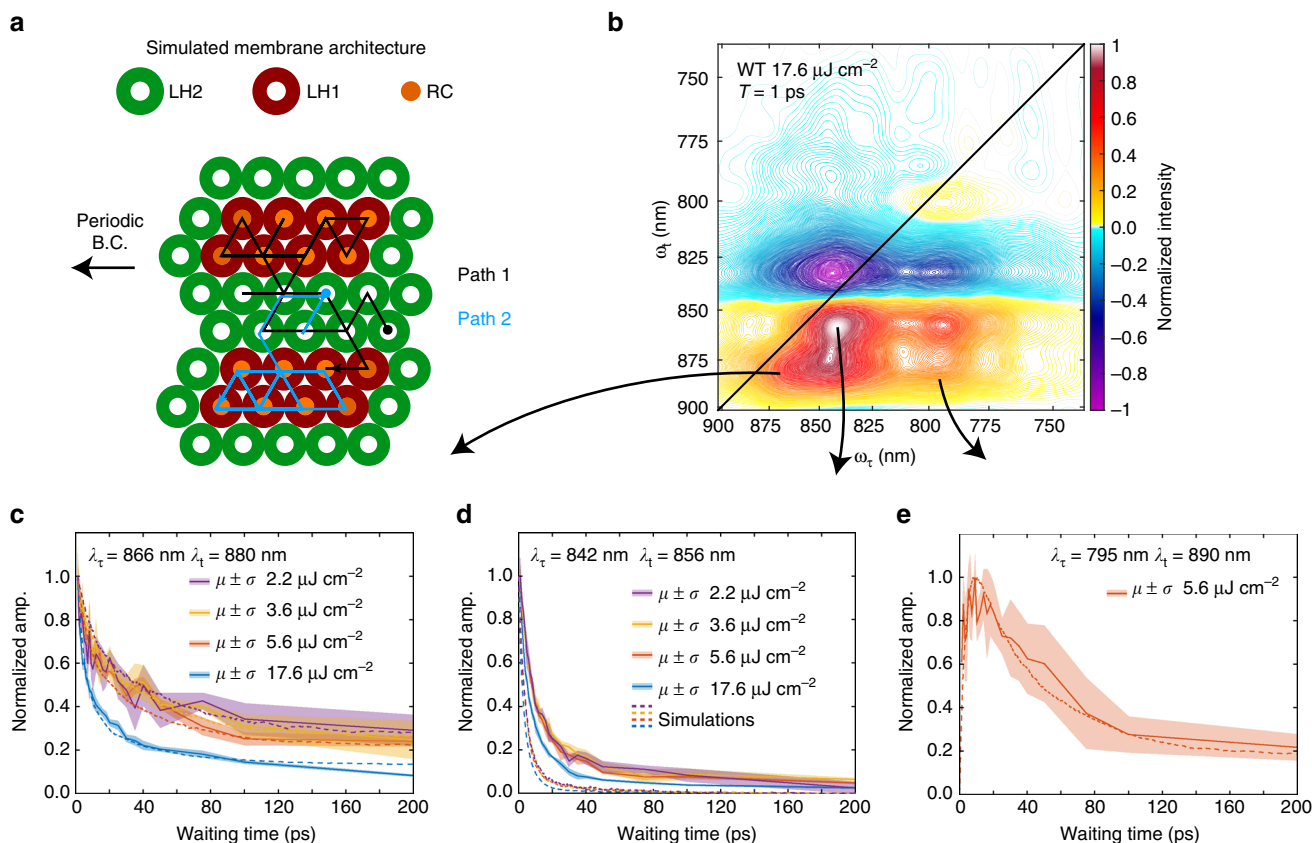 a
Simulated membrane architecture
LH2
LH1
RC
Periodic
B.C.
Path 1
Path 2
b
WT 17.6 μJ cm⁻²
T = 1 ps
750
775
800
825
850
875
900
ωt (nm)
900
875
850
825
800
775
750
ωτ (nm)
1
0.8
0.6
0.4
0.2
0.0
−0.2
−0.4
−0.6
−0.8
−1
Normalized intensity
c
λτ = 866 nm λt = 880 nm
μ ± σ 2.2 μJ cm⁻²
μ ± σ 3.6 μJ cm⁻²
μ ± σ 5.6 μJ cm⁻²
μ ± σ 17.6 μJ cm⁻²
1.0
0.8
0.6
0.4
0.2
0.0
Normalized amp.
0
40
80
120
160
200
Waiting time (ps)
d
λτ = 842 nm λt = 856 nm
μ ± σ 2.2 μJ cm⁻²
μ ± σ 3.6 μJ cm⁻²
μ ± σ 5.6 μJ cm⁻²
μ ± σ 17.6 μJ cm⁻²
Simulations
1.0
0.8
0.6
0.4
0.2
0.0
Normalized amp.
0
40
80
120
160
200
Waiting time (ps)
e
λτ = 795 nm λt = 890 nm
μ ± σ 5.6 μJ cm⁻²
1.0
0.8
0.6
0.4
0.2
0.0
Normalized amp.
0
40
80
120
160
200
Waiting time (ps)